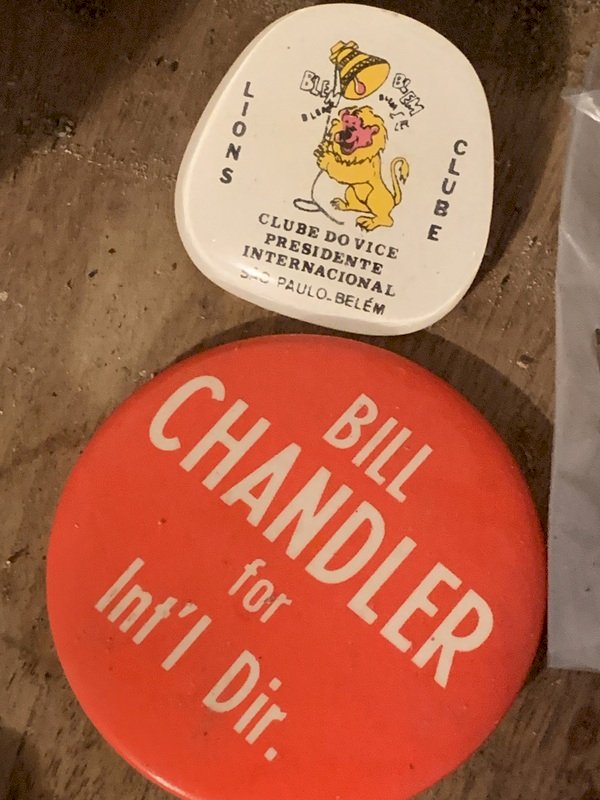 BLEM
BLEM
LIONS
CLUBE
CLUBE DO VICE
PRESIDENTE
INTERNACIONAL
SÃO PAULO-BELÉM
BILL
CHANDLER
for
Int'l Dir.